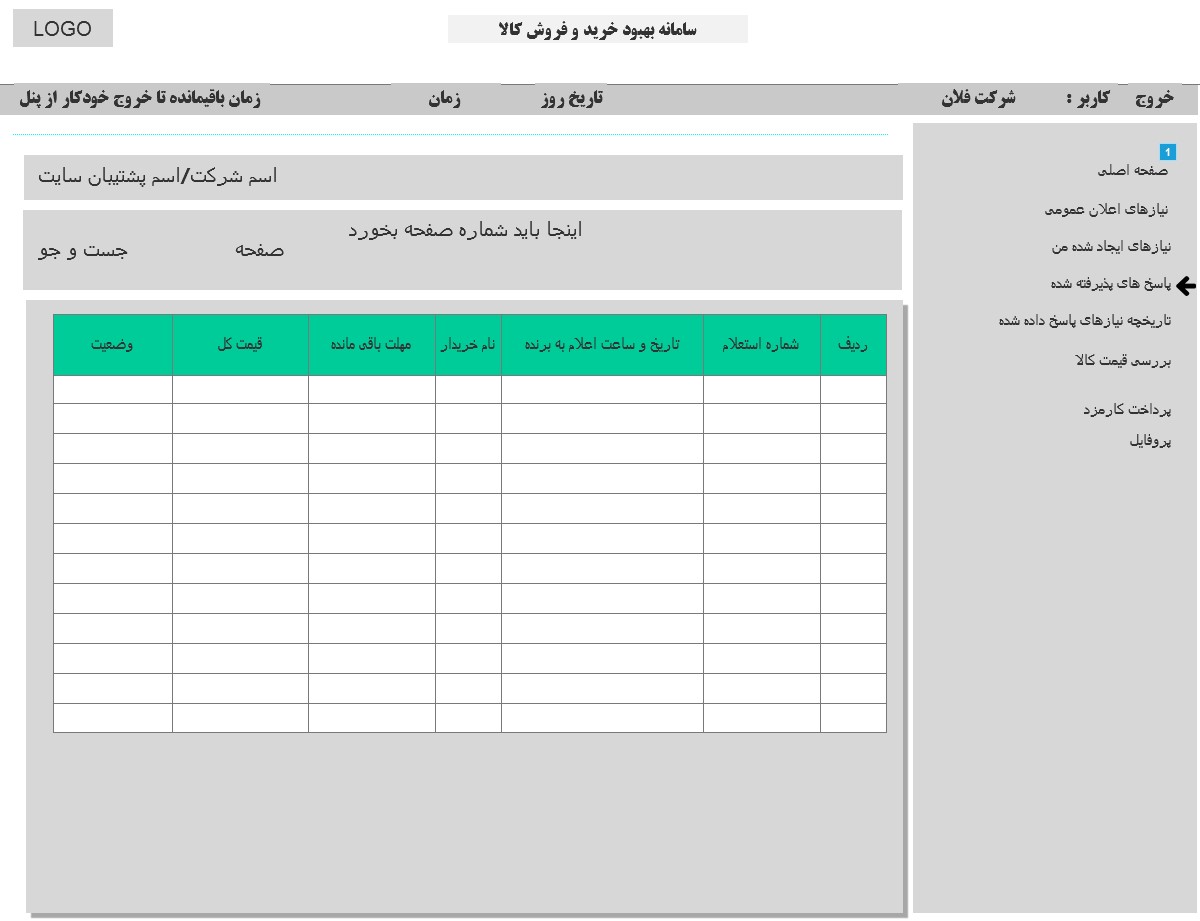 LOGO
سامانه بهبود خرید و فروش کالا
خروج
کاربر :
شرکت فلان
تاریخ روز
زمان
زمان باقیمانده تا خروج خودکار از پنل
1
صفحه اصلی
نیازهای اعلان عمومی
نیازهای ایجاد شده من
پاسخ های پذیرفته شده
تاریخچه نیازهای پاسخ داده شده
بررسی قیمت کالا
پرداخت کارمزد
پروفایل
اسم شرکت/اسم پشتیبان سایت
اینجا باید شماره صفحه بخورد
صفحه
جست و جو
ردیف
شماره استعلام
تاریخ و ساعت اعلام به برنده
نام خریدار
مهلت باقی مانده
قیمت کل
وضعیت